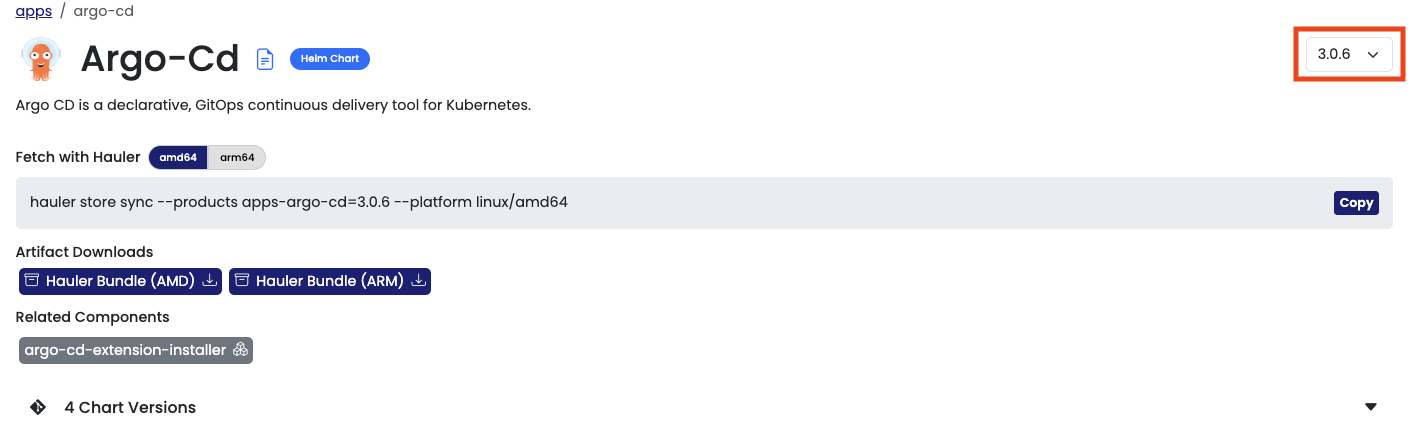 apps / argo-cd
Argo-Cd Helm Chart 3.0.6
Argo CD is a declarative, GitOps continuous delivery tool for Kubernetes.
Fetch with Hauler amd64 arm64
hauler store sync --products apps-argo-cd=3.0.6 --platform linux/amd64 Copy
Artifact Downloads
Hauler Bundle (AMD) Hauler Bundle (ARM)
Related Components
argo-cd-extension-installer
4 Chart Versions